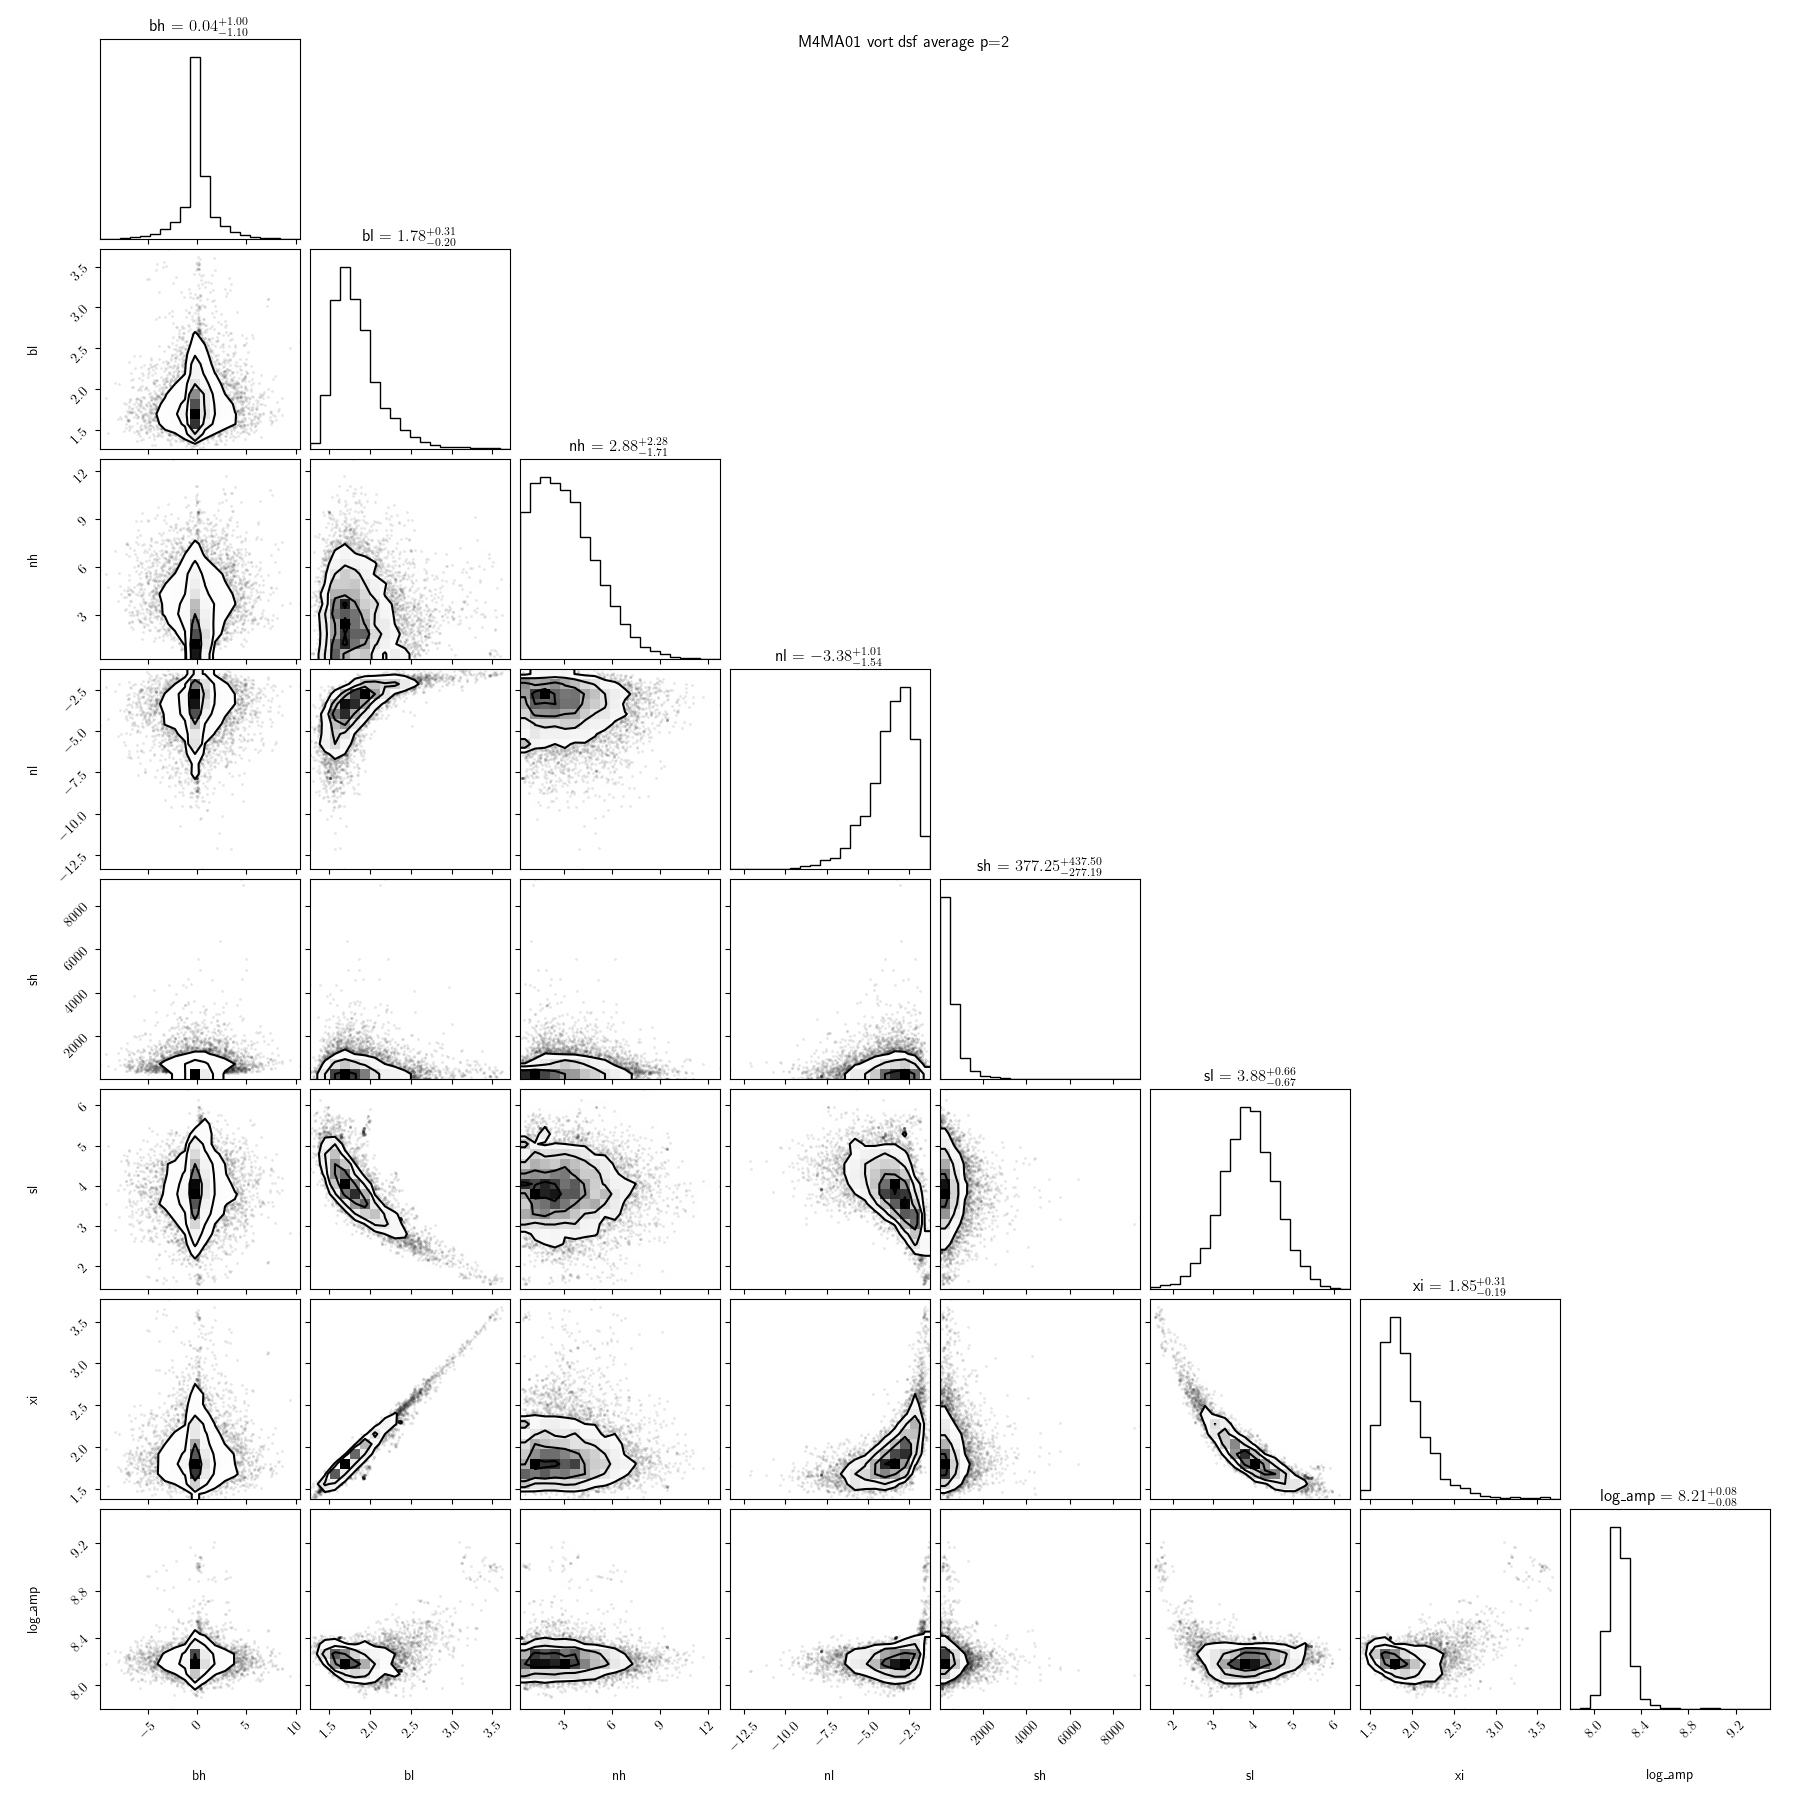 bh = 0.04 +1.00 −1.10
M4MA01 vort dsf average p=2
bl = 1.78 +0.31 −0.20
3.5
3.0
2.5
2.0
1.5
bl
nh = 2.88 +2.28 −1.71
12
9
6
3
nh
nl = −3.38 +1.01 −1.54
−2.5
−5.0
−7.5
−10.0
−12.5
nl
sh = 377.25 +437.50 −277.19
8000
6000
4000
2000
sh
sl = 3.88 +0.66 −0.67
6
5
4
3
2
sl
xi = 1.85 +0.31 −0.19
3.5
3.0
2.5
2.0
1.5
xi
log_amp = 8.21 +0.08 −0.08
9.2
8.8
8.4
8.0
log_amp
−5 0 5 10 1.5 2.0 2.5 3.0 3.5 3 6 9 12 −12.5 −10.0 −7.5 −5.0 −2.5 2000 4000 6000 8000 2 3 4 5 6 1.5 2.0 2.5 3.0 3.5 8.0 8.4 8.8 9.2
bh bl nh nl sh sl xi log_amp